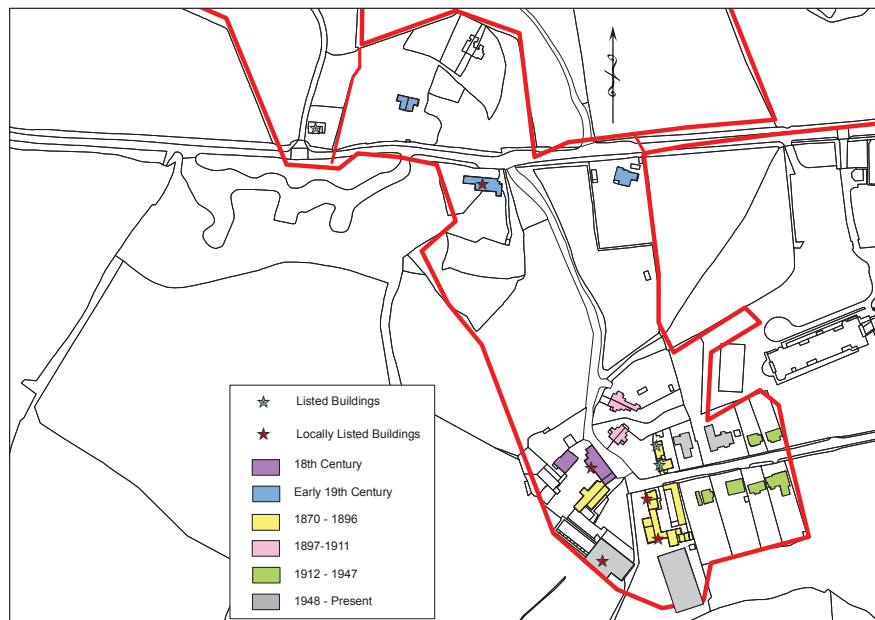 Listed Buildings
Locally Listed Buildings
18th Century
Early 19th Century
1870 - 1896
1897-1911
1912 - 1947
1948 - Present